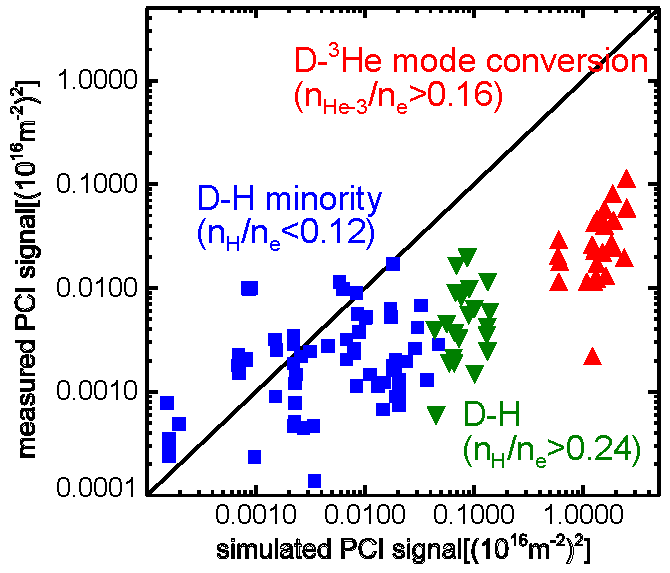 D-³He mode conversion
(n_He-3/n_e>0.16)
1.0000
measured PCI signal[(10¹⁶m⁻²)²]
0.1000
D-H minority
(n_H/n_e<0.12)
0.0100
0.0010
D-H
(n_H/n_e>0.24)
0.0001
0.0010 0.0100 0.1000 1.0000
simulated PCI signal[(10¹⁶m⁻²)²]